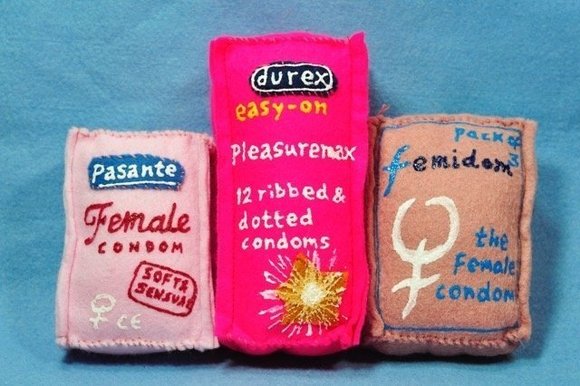 Pasante
Female
CONDOM
SOFT &
SENSUAL
CE
durex
easy-on
pleasuremax
12 ribbed &
dotted
condoms
pack of
3
femidom
the
female
condom